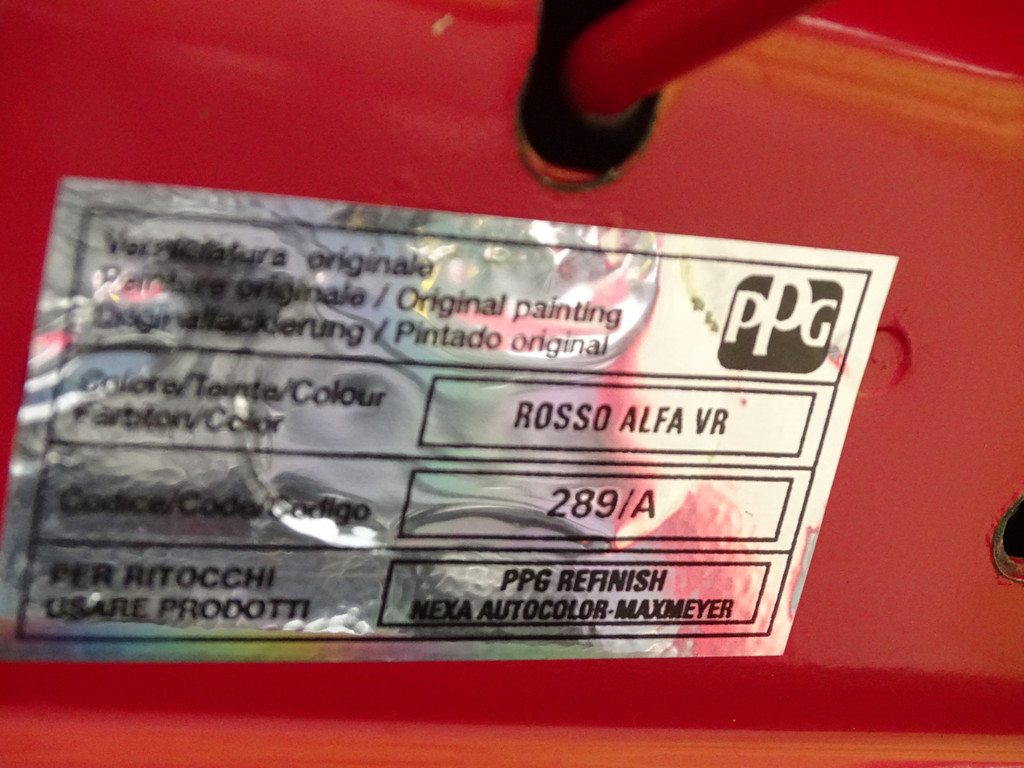 Verniciatura originale
Peinture originale / Original painting
Originallackierung / Pintado original
PPG
Colore/Teinte/Colour
Farbton/Color
ROSSO ALFA VR
Codice/Code/Codigo
289/A
PER RITOCCHI
USARE PRODOTTI
PPG REFINISH
NEXA AUTOCOLOR-MAXMEYER